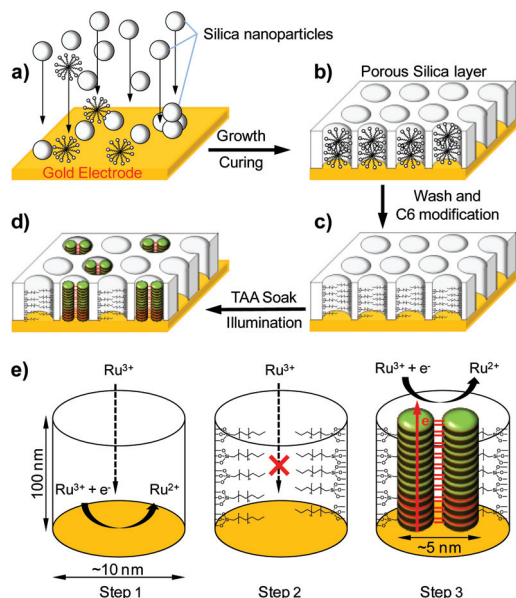 Silica nanoparticles
a)
Gold Electrode
Growth
Curing
b)
Porous Silica layer
Wash and
C6 modification
c)
d)
TAA Soak
Illumination
e)
Ru3+
Ru3+ + e-
Ru2+
100 nm
~10 nm
Step 1
Ru3+
Step 2
Ru3+ + e-
Ru2+
e-
~5 nm
Step 3